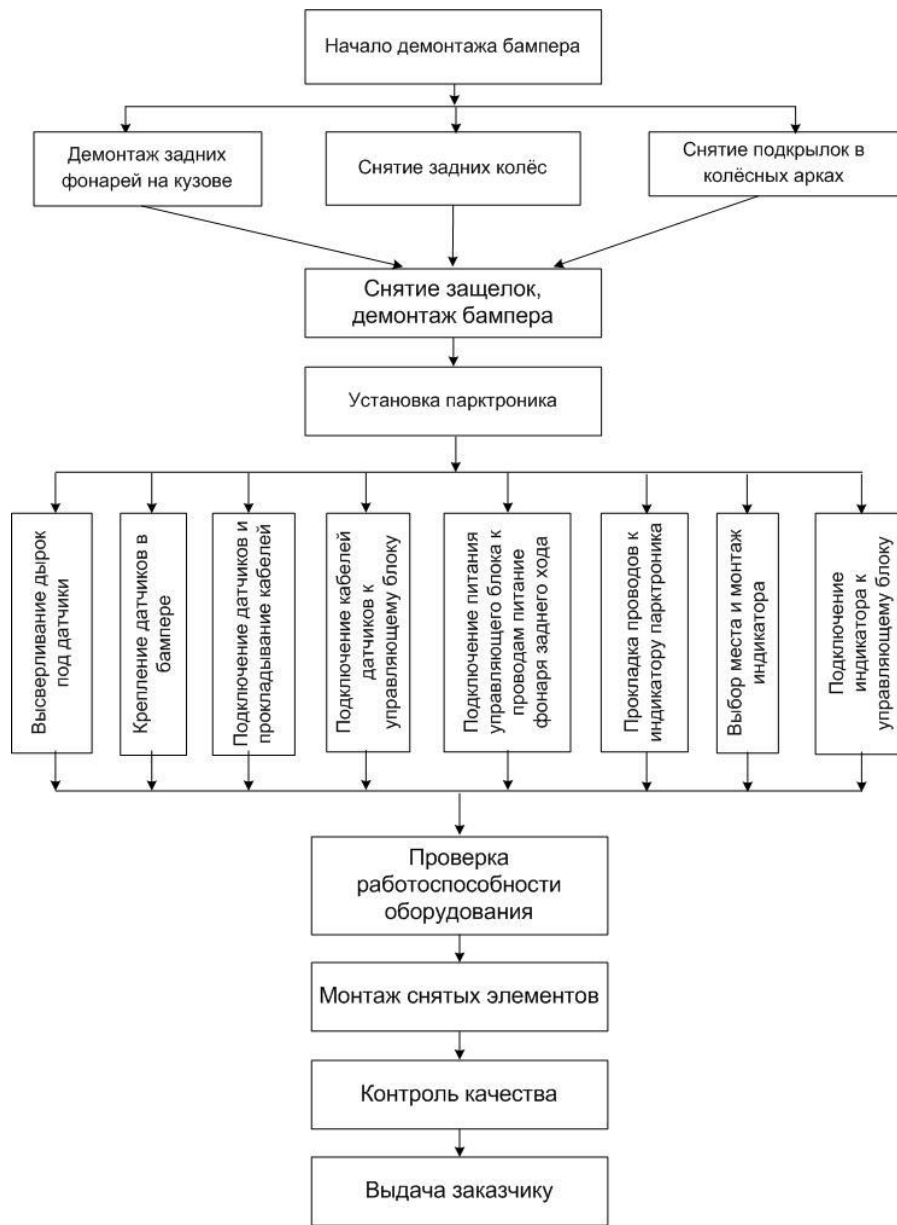 Начало демонтажа бампера
Демонтаж задних
фонарей на кузове
Снятие задних колёс
Снятие подкрылок в
колёсных арках
Снятие защелок,
демонтаж бампера
Установка парктроника
Высверливание дырок
под датчики
Крепление датчиков в
бампере
Подключение датчиков и
прокладывание кабелей
Подключение кабелей
датчиков к
управляющему блоку
Подключение питания
управляющего блока к
проводам питание
фонаря заднего хода
Прокладка проводов к
индикатору парктроника
Выбор места и монтаж
индикатора
Подключение
индикатора к
управляющему блоку
Проверка
работоспособности
оборудования
Монтаж снятых элементов
Контроль качества
Выдача заказчику